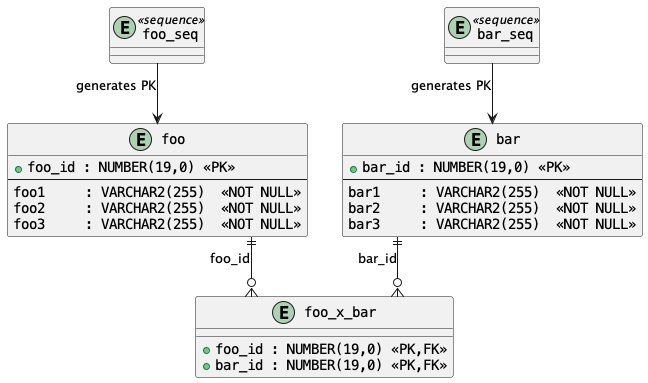 E «sequence» foo_seq
E «sequence» bar_seq
generates PK
generates PK
E foo
foo_id : NUMBER(19,0) «PK»
foo1 : VARCHAR2(255) «NOT NULL»
foo2 : VARCHAR2(255) «NOT NULL»
foo3 : VARCHAR2(255) «NOT NULL»
E bar
bar_id : NUMBER(19,0) «PK»
bar1 : VARCHAR2(255) «NOT NULL»
bar2 : VARCHAR2(255) «NOT NULL»
bar3 : VARCHAR2(255) «NOT NULL»
foo_id
bar_id
E foo_x_bar
foo_id : NUMBER(19,0) «PK,FK»
bar_id : NUMBER(19,0) «PK,FK»